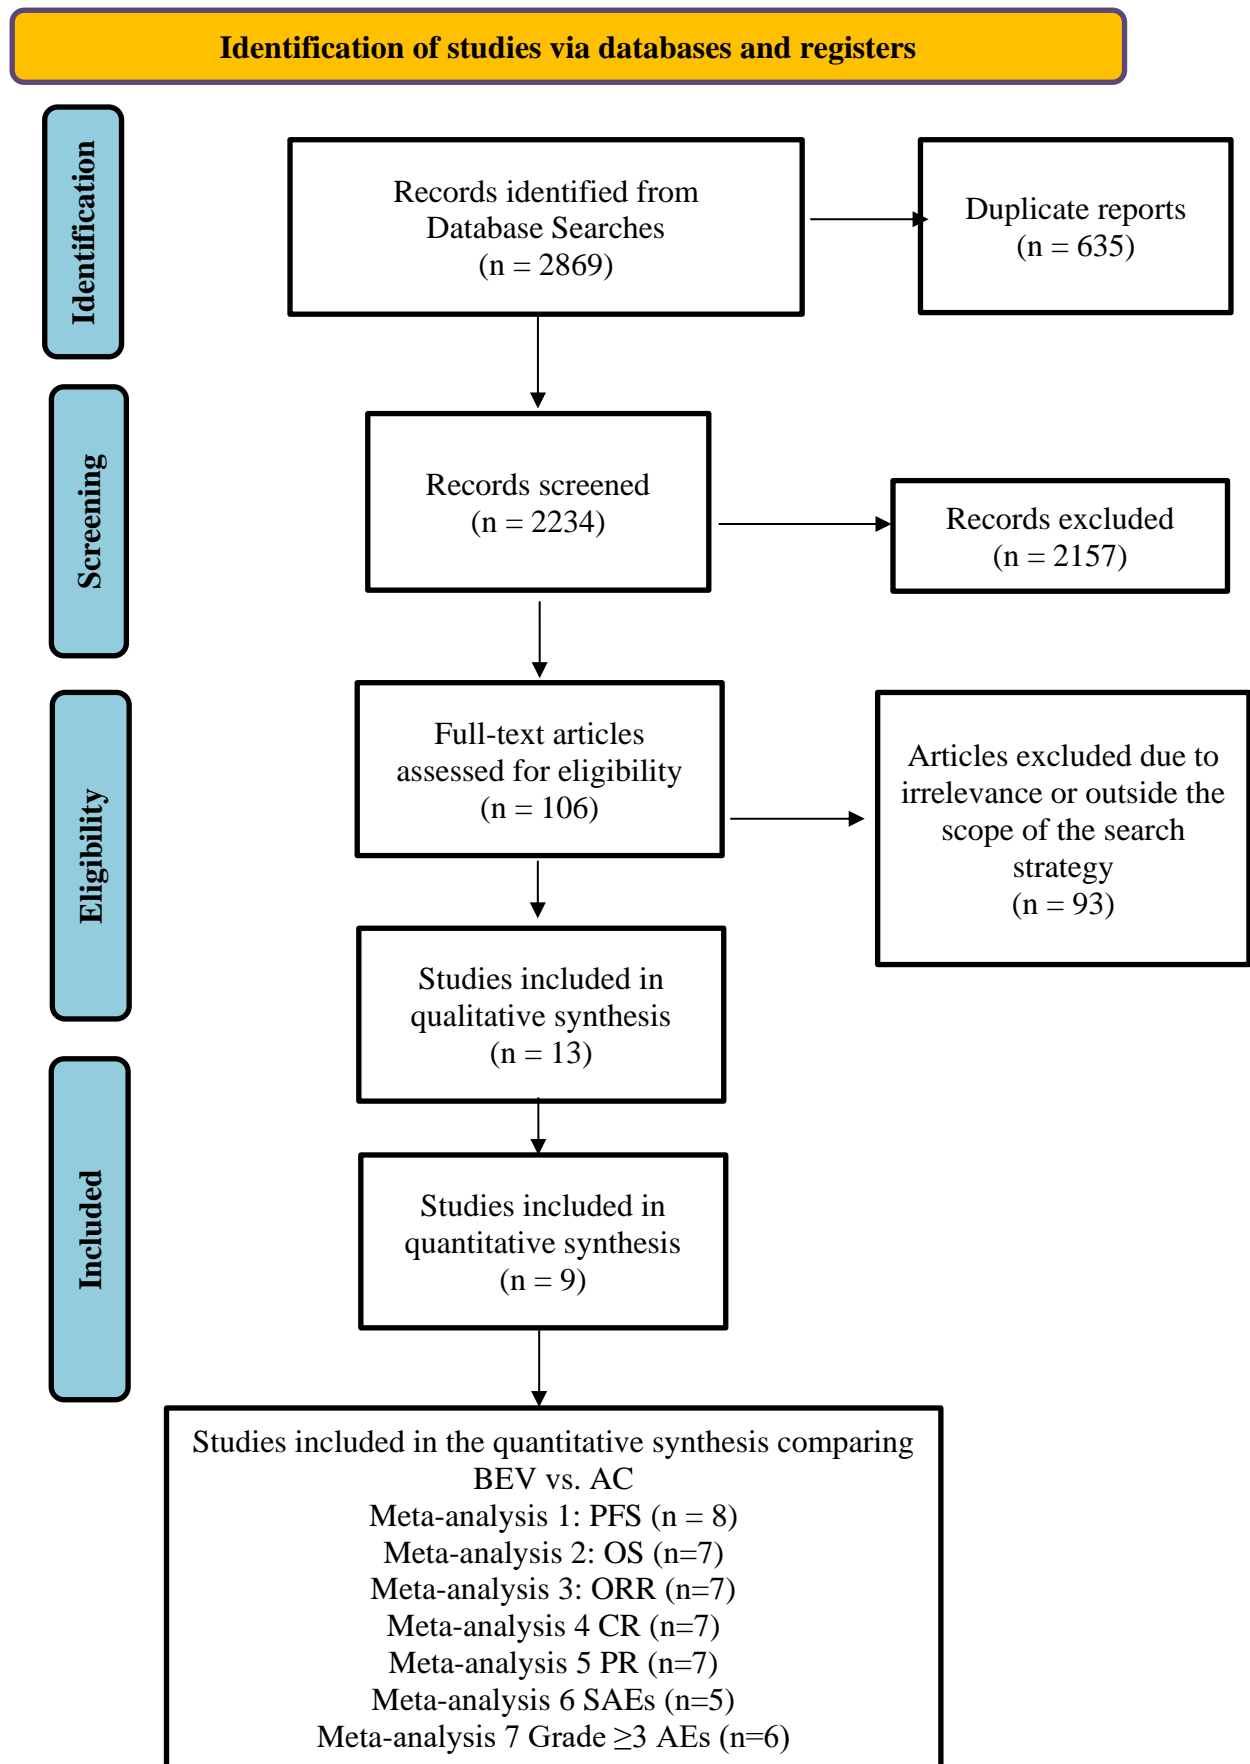 Identification of studies via databases and registers
Identification
Records identified from
Database Searches
(n = 2869)
Duplicate reports
(n = 635)
Screening
Records screened
(n = 2234)
Records excluded
(n = 2157)
Eligibility
Full-text articles
assessed for eligibility
(n = 106)
Articles excluded due to
irrelevance or outside the
scope of the search
strategy
(n = 93)
Studies included in
qualitative synthesis
(n = 13)
Included
Studies included in
quantitative synthesis
(n = 9)
Studies included in the quantitative synthesis comparing
BEV vs. AC
Meta-analysis 1: PFS (n = 8)
Meta-analysis 2: OS (n=7)
Meta-analysis 3: ORR (n=7)
Meta-analysis 4 CR (n=7)
Meta-analysis 5 PR (n=7)
Meta-analysis 6 SAEs (n=5)
Meta-analysis 7 Grade ≥3 AEs (n=6)